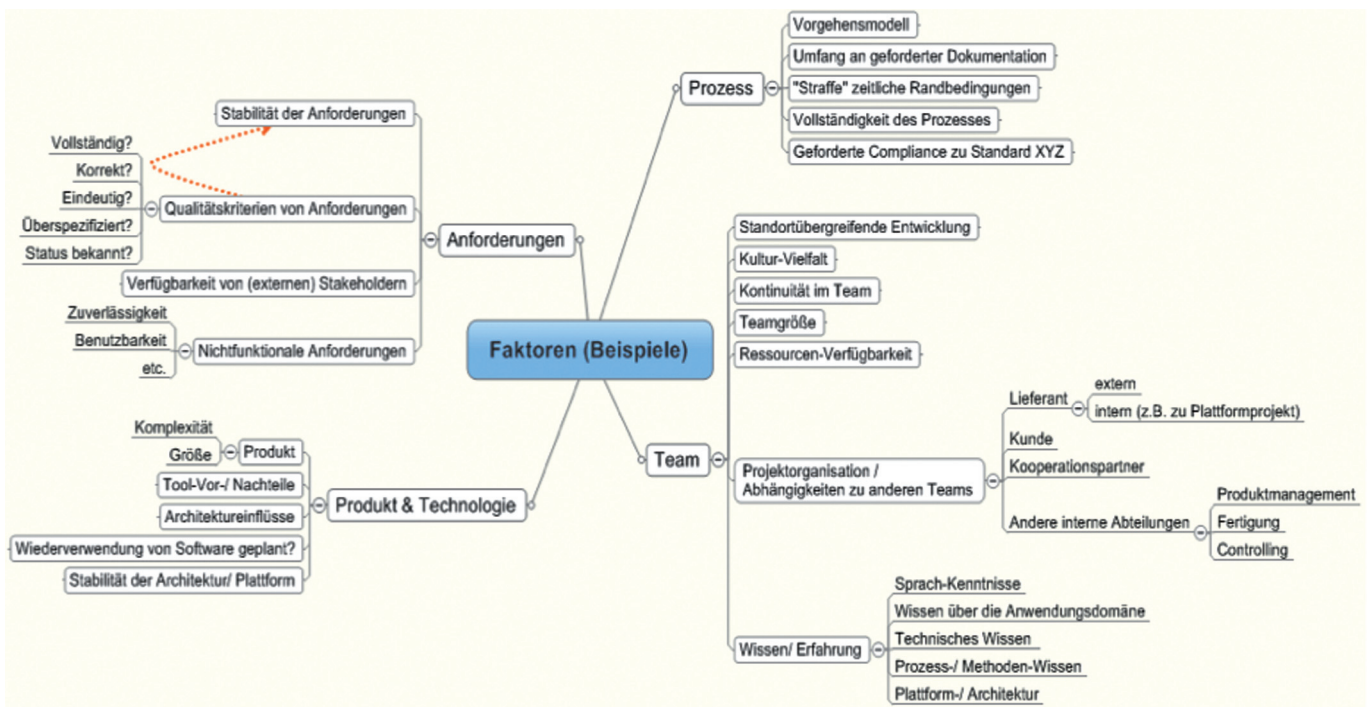 Faktoren (Beispiele)
Prozess
Vorgehensmodell
Umfang an geforderter Dokumentation
"Straffe" zeitliche Randbedingungen
Vollständigkeit des Prozesses
Geforderte Compliance zu Standard XYZ
Anforderungen
Stabilität der Anforderungen
Qualitätskriterien von Anforderungen
Vollständig?
Korrekt?
Eindeutig?
Überspezifiziert?
Status bekannt?
Verfügbarkeit von (externen) Stakeholdern
Nichtfunktionale Anforderungen
Zuverlässigkeit
Benutzbarkeit
etc.
Team
Standortübergreifende Entwicklung
Kultur-Vielfalt
Kontinuität im Team
Teamgröße
Ressourcen-Verfügbarkeit
Projektorganisation /
Abhängigkeiten zu anderen Teams
Lieferant
extern
intern (z.B. zu Plattformprojekt)
Kunde
Kooperationspartner
Andere interne Abteilungen
Produktmanagement
Fertigung
Controlling
Wissen/ Erfahrung
Sprach-Kenntnisse
Wissen über die Anwendungsdomäne
Technisches Wissen
Prozess-/ Methoden-Wissen
Plattform-/ Architektur
Produkt & Technologie
Produkt
Komplexität
Größe
Tool-Vor-/ Nachteile
Architektureinflüsse
Wiederverwendung von Software geplant?
Stabilität der Architektur/ Plattform